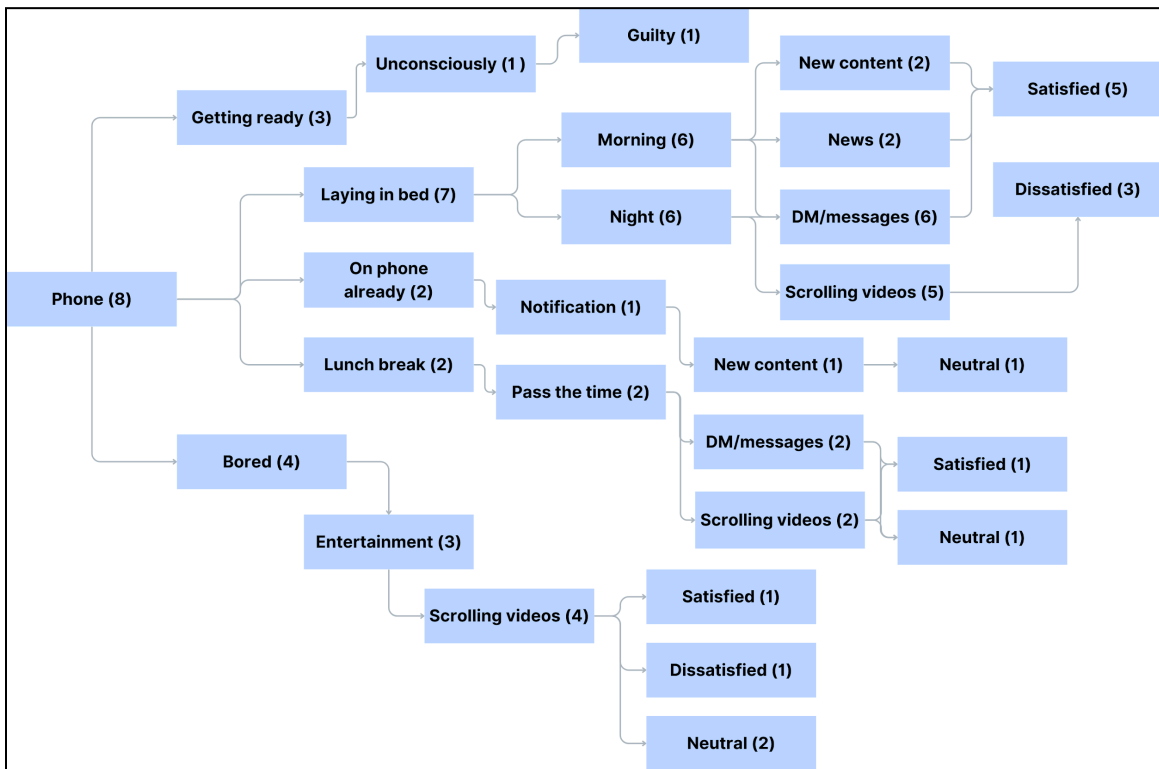 Guilty (1)
Unconsciously (1 )
New content (2)
Satisfied (5)
Getting ready (3)
Morning (6)
News (2)
Laying in bed (7)
Dissatisfied (3)
Night (6)
DM/messages (6)
On phone
already (2)
Scrolling videos (5)
Phone (8)
Notification (1)
Lunch break (2)
New content (1)
Neutral (1)
Pass the time (2)
DM/messages (2)
Bored (4)
Satisfied (1)
Scrolling videos (2)
Neutral (1)
Entertainment (3)
Satisfied (1)
Scrolling videos (4)
Dissatisfied (1)
Neutral (2)